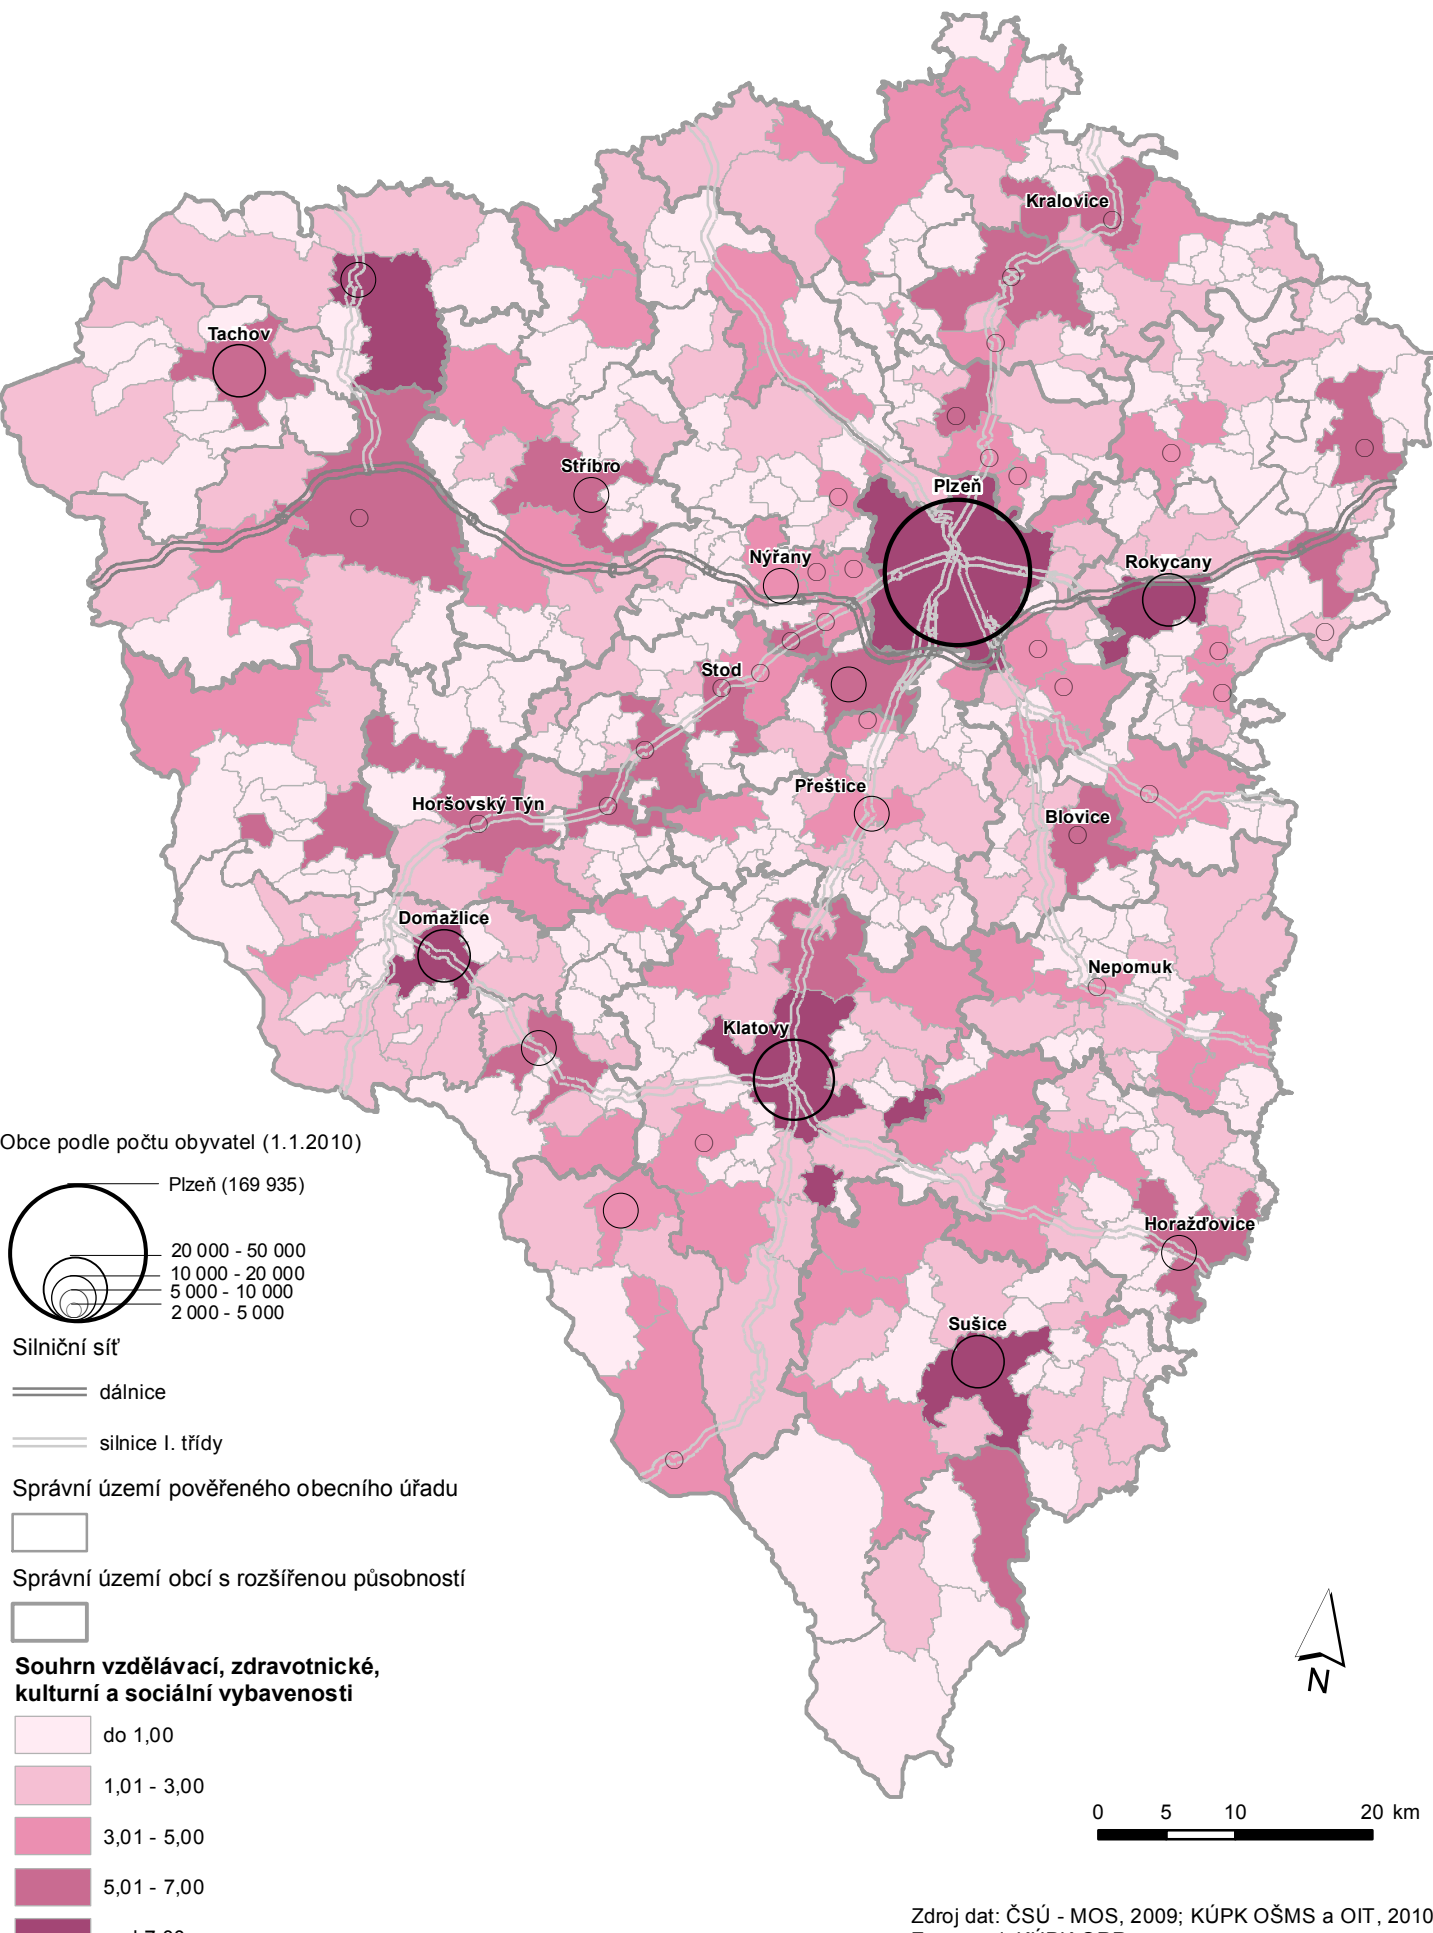 Kralovice
Tachov
Stříbro
Plzeň
Nýřany
Rokycany
Stod
Přeštice
Horšovský Týn
Blovice
Domažlice
Nepomuk
Klatovy
Horažďovice
Sušice
Obce podle počtu obyvatel (1.1.2010)
Plzeň (169 935)
20 000 - 50 000
10 000 - 20 000
5 000 - 10 000
2 000 - 5 000
Silniční síť
dálnice
silnice I. třídy
Správní území pověřeného obecního úřadu
Správní území obcí s rozšířenou působností
Souhrn vzdělávací, zdravotnické,
kulturní a sociální vybavenosti
do 1,00
1,01 - 3,00
3,01 - 5,00
5,01 - 7,00
N
0 5 10 20 km
Zdroj dat: ČSÚ - MOS, 2009; KÚPK OŠMS a OIT, 2010